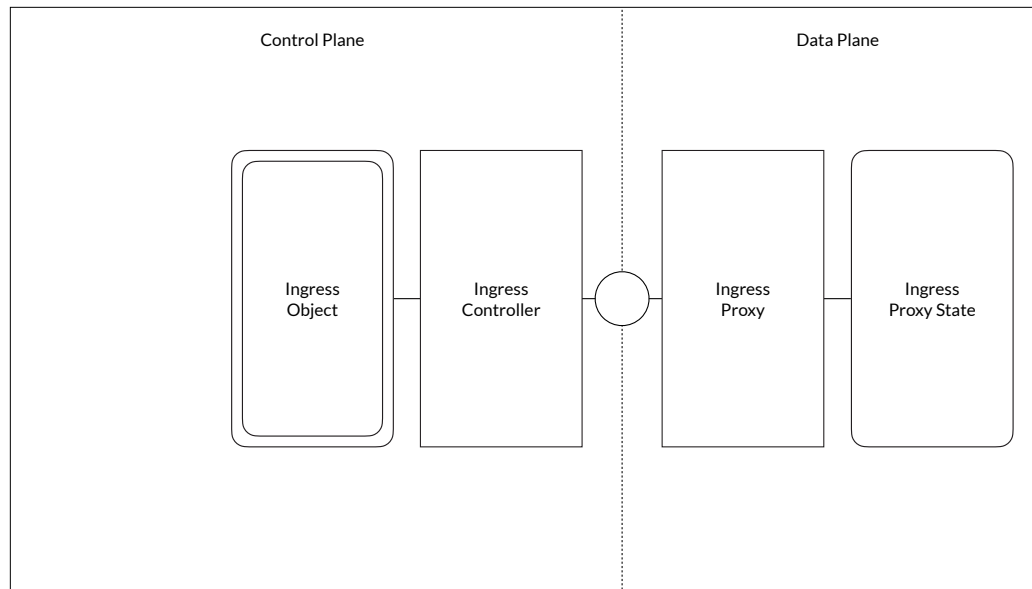 Control Plane
Data Plane
Ingress
Object
Ingress
Controller
Ingress
Proxy
Ingress
Proxy State